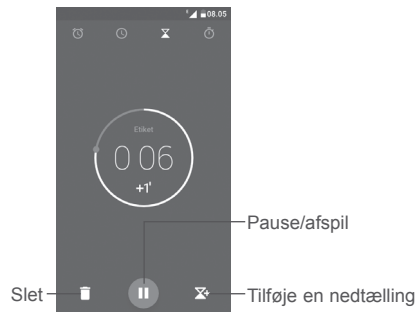 08.05
Etiket
0 06
+1'
Pause/afspil
Slet
Tilføje en nedtælling